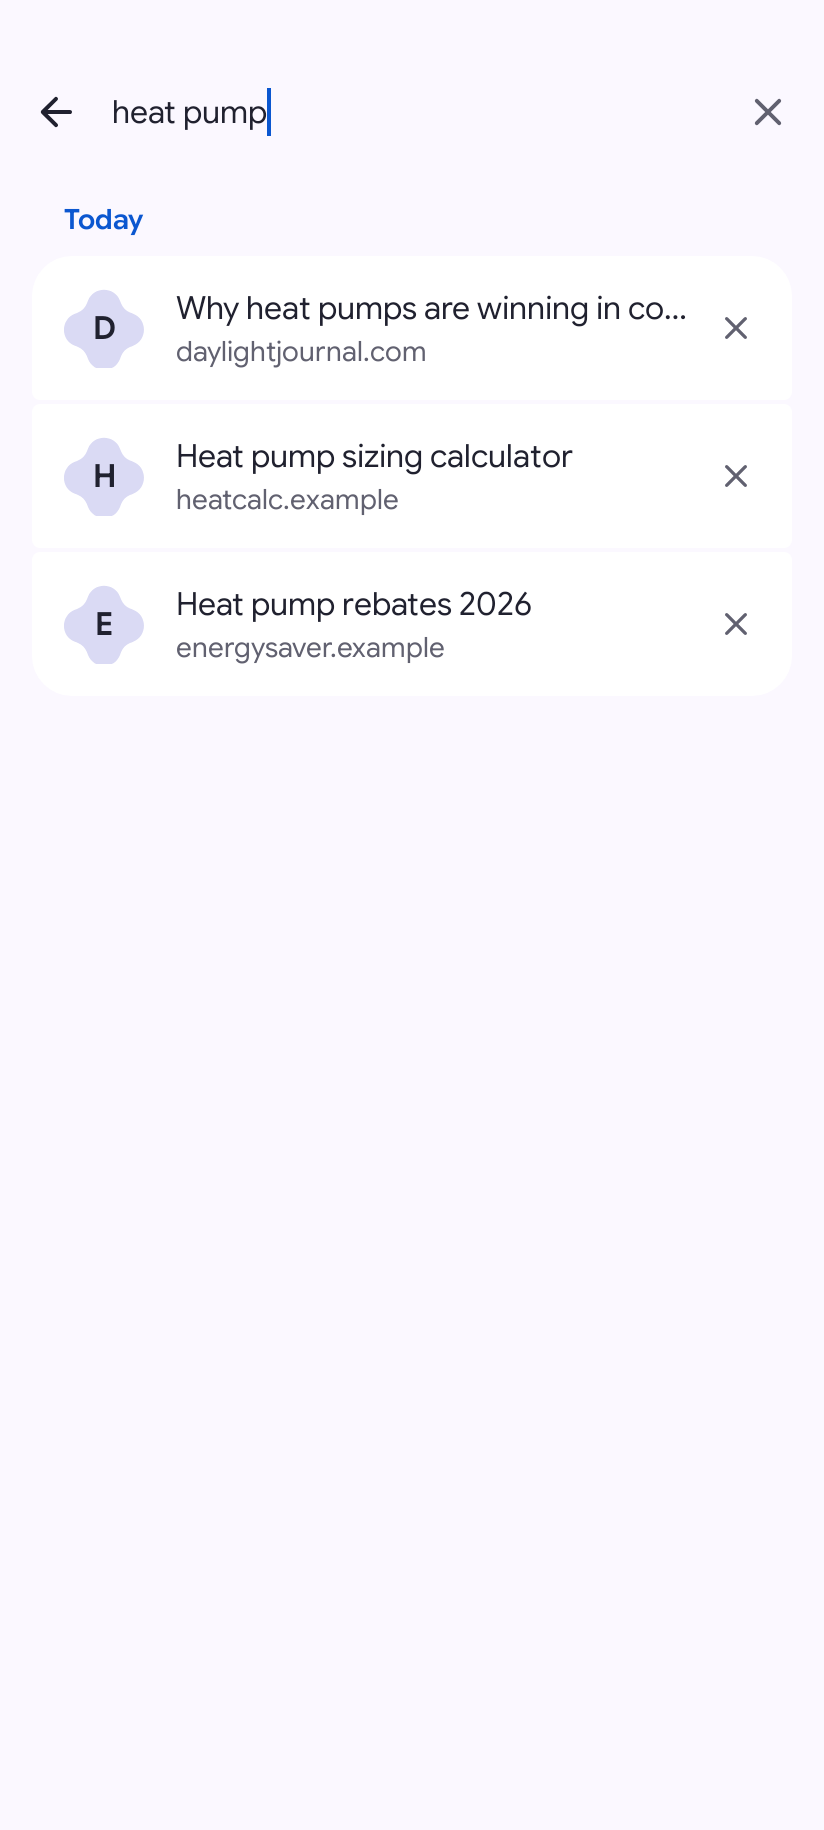 heat pump
Today
D
Why heat pumps are winning in co...
daylightjournal.com
H
Heat pump sizing calculator
heatcalc.example
E
Heat pump rebates 2026
energysaver.example